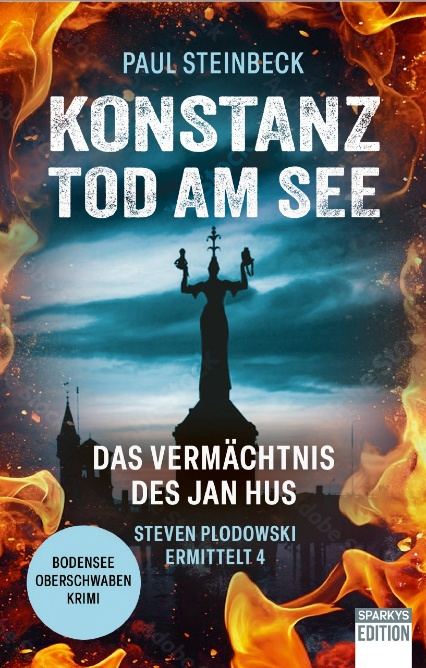 PAUL STEINBECK
KONSTANZ
TOD AM SEE
DAS VERMÄCHTNIS
DES JAN HUS
STEVEN PLODOWSKI
ERMITTELT 4
BODENSEE
OBERSCHWABEN
KRIMI
SPARKYS
EDITION